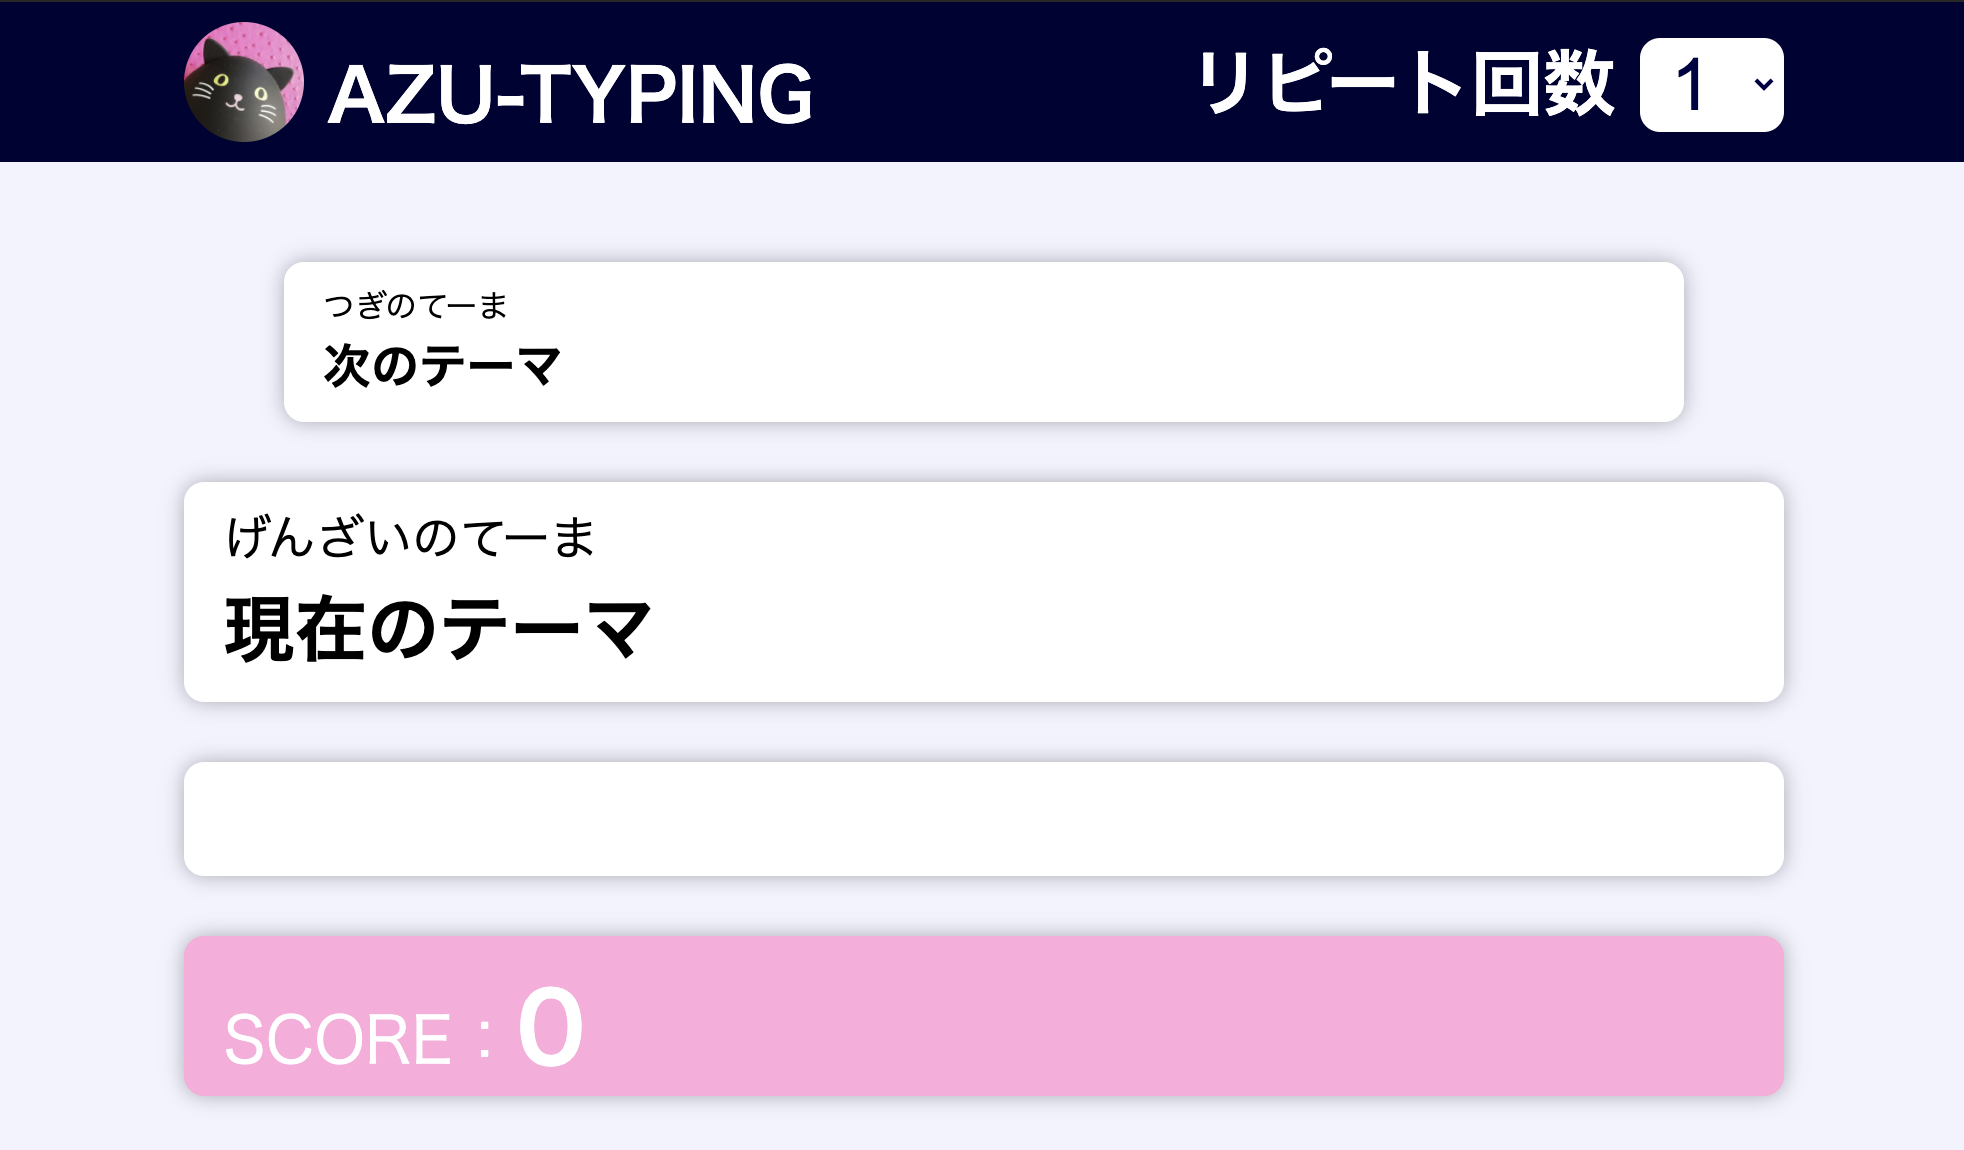 AZU-TYPING
リピート回数 1
つぎのてーま
次のテーマ
げんざいのてーま
現在のテーマ
SCORE：0